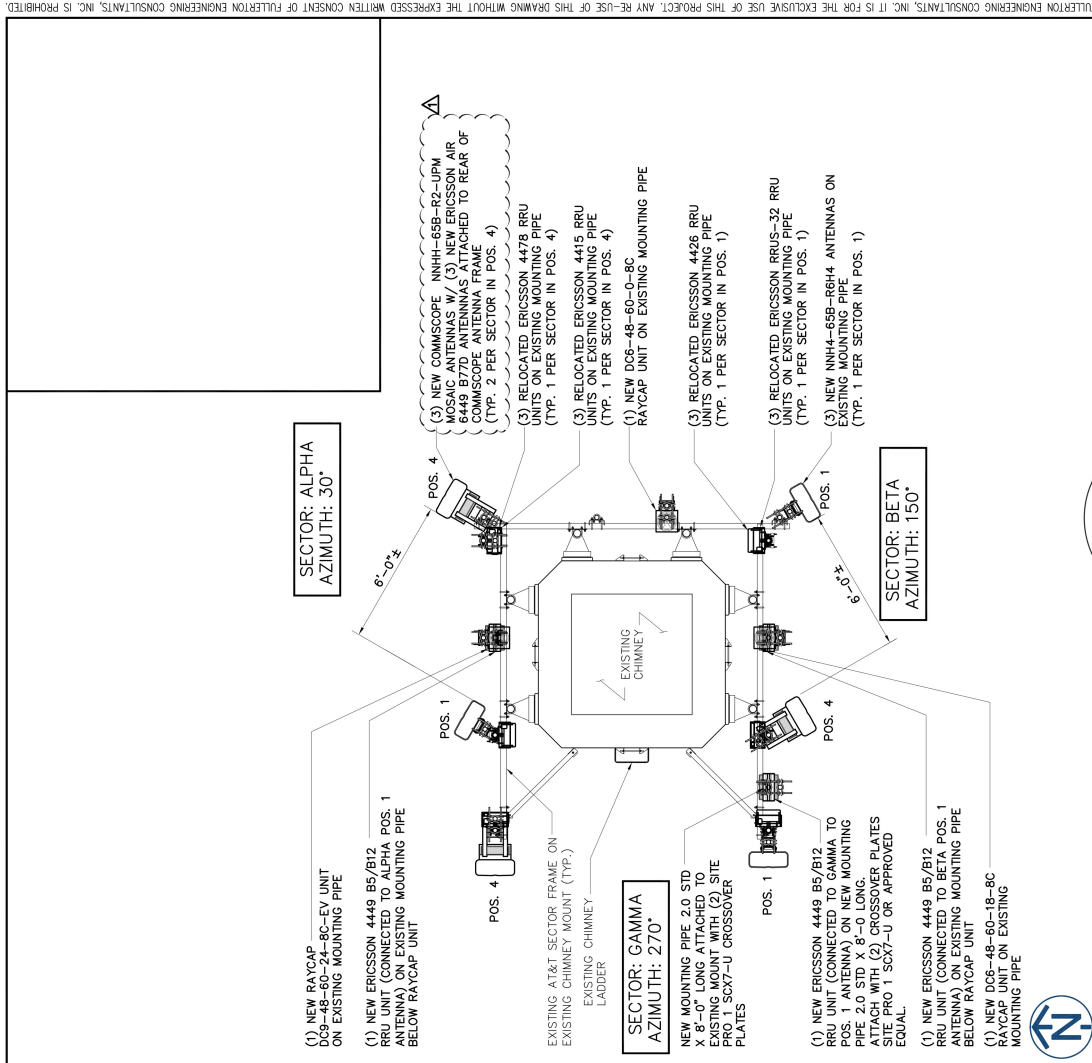 ULLERTON ENGINEERING CONSULTANTS, INC. IT IS FOR THE EXCLUSIVE USE OF THIS PROJECT. ANY RE-USE OF THIS DRAWING WITHOUT THE EXPRESSED WRITTEN CONSENT OF FULLERTON ENGINEERING CONSULTANTS, INC. IS PROHIBITED.
(1) NEW RAYCAP
DC9-48-60-24-8C-EV UNIT
ON EXISTING MOUNTING PIPE
(1) NEW ERICSSON 4449 B5/B12
RRU UNIT (CONNECTED TO ALPHA POS. 1
ANTENNA) ON EXISTING MOUNTING PIPE
BELOW RAYCAP UNIT
SECTOR: ALPHA
AZIMUTH: 30°
6'-0"±
POS. 1
POS. 4
1
(3) NEW COMMSCOPE NNHH-65B-R2-UPM
MOSAIC ANTENNAS W/ (3) NEW ERICSSON AIR
6449 B77D ANTENNNAS ATTACHED TO REAR OF
COMMSCOPE ANTENNA FRAME
(TYP. 2 PER SECTOR IN POS. 4)
(3) RELOCATED ERICSSON 4478 RRU
UNITS ON EXISTING MOUNTING PIPE
(TYP. 1 PER SECTOR IN POS. 4)
(3) RELOCATED ERICSSON 4415 RRU
UNITS ON EXISTING MOUNTING PIPE
(TYP. 1 PER SECTOR IN POS. 4)
(1) NEW DC6-48-60-0-8C
RAYCAP UNIT ON EXISTING MOUNTING PIPE
(3) RELOCATED ERICSSON 4426 RRU
UNITS ON EXISTING MOUNTING PIPE
(TYP. 1 PER SECTOR IN POS. 1)
(3) RELOCATED ERICSSON RRUS-32 RRU
UNITS ON EXISTING MOUNTING PIPE
(TYP. 1 PER SECTOR IN POS. 1)
(3) NEW NNH4-65B-R6H4 ANTENNAS ON
EXISTING MOUNTING PIPE
(TYP. 1 PER SECTOR IN POS. 1)
POS. 4
EXISTING AT&T SECTOR FRAME ON
EXISTING CHIMNEY MOUNT (TYP.)
EXISTING CHIMNEY
LADDER
EXISTING
CHIMNEY
SECTOR: GAMMA
AZIMUTH: 270°
NEW MOUNTING PIPE 2.0 STD
X 8'-0" LONG ATTACHED TO
EXISTING MOUNT WITH (2) SITE
PRO 1 SCX7-U CROSSOVER
PLATES
POS. 1
POS. 4
POS. 1
6'-0"±
SECTOR: BETA
AZIMUTH: 150°
(1) NEW ERICSSON 4449 B5/B12
RRU UNIT (CONNECTED TO GAMMA TO
POS. 1 ANTENNA) ON NEW MOUNTING
PIPE 2.0 STD X 8'-0 LONG.
ATTACH WITH (2) CROSSOVER PLATES
SITE PRO 1 SCX7-U OR APPROVED
EQUAL.
(1) NEW ERICSSON 4449 B5/B12
RRU UNIT (CONNECTED TO BETA POS. 1
ANTENNA) ON EXISTING MOUNTING PIPE
BELOW RAYCAP UNIT
(1) NEW DC6-48-60-18-8C
RAYCAP UNIT ON EXISTING
MOUNTING PIPE
N